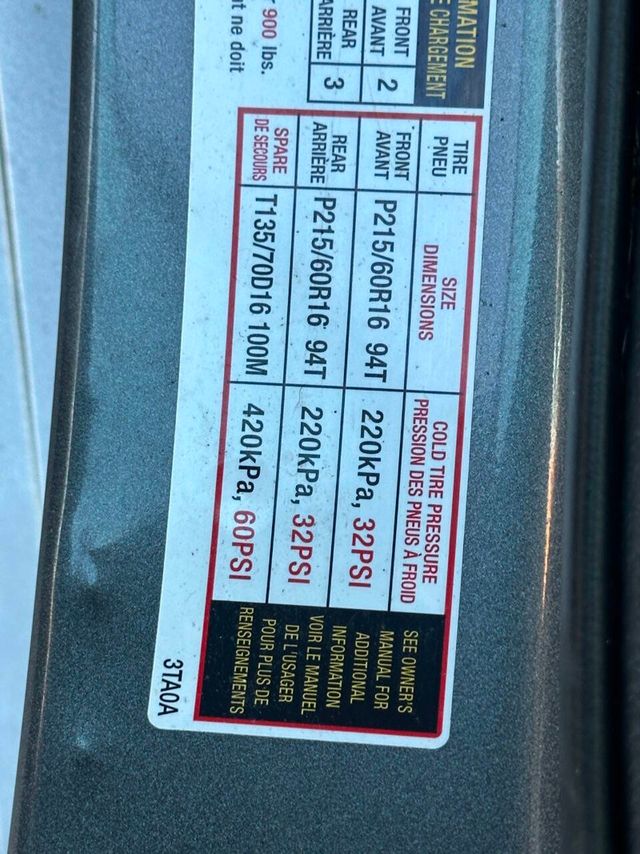 MATION
E CHARGEMENT
FRONT
AVANT
2
REAR
ARRIÈRE
3
900 lbs.
nt ne doit
TIRE
PNEU
SIZE
DIMENSIONS
COLD TIRE PRESSURE
PRESSION DES PNEUS À FROID
SEE OWNER'S
MANUAL FOR
ADDITIONAL
INFORMATION
VOIR LE MANUEL
DE L'USAGER
POUR PLUS DE
RENSEIGNEMENTS
FRONT
AVANT
P215/60R16 94T
220kPa, 32PSI
REAR
ARRIÈRE
P215/60R16 94T
220kPa, 32PSI
SPARE
DE SECOURS
T135/70D16 100M
420kPa, 60PSI
3TA0A